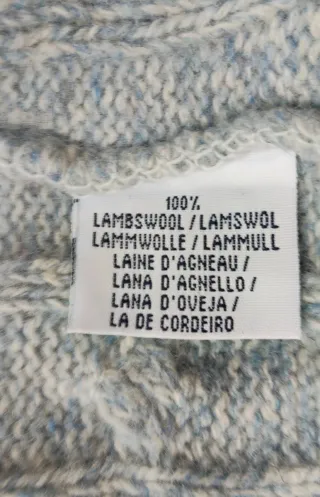 100%
LAMBSWOOL / LAMSWOL
LAMMWOLLE / LAMMULL
LAINE D'AGNEAU /
LANA D'AGNELLO /
LANA D'OVEJA /
LA DE CORDEIRO